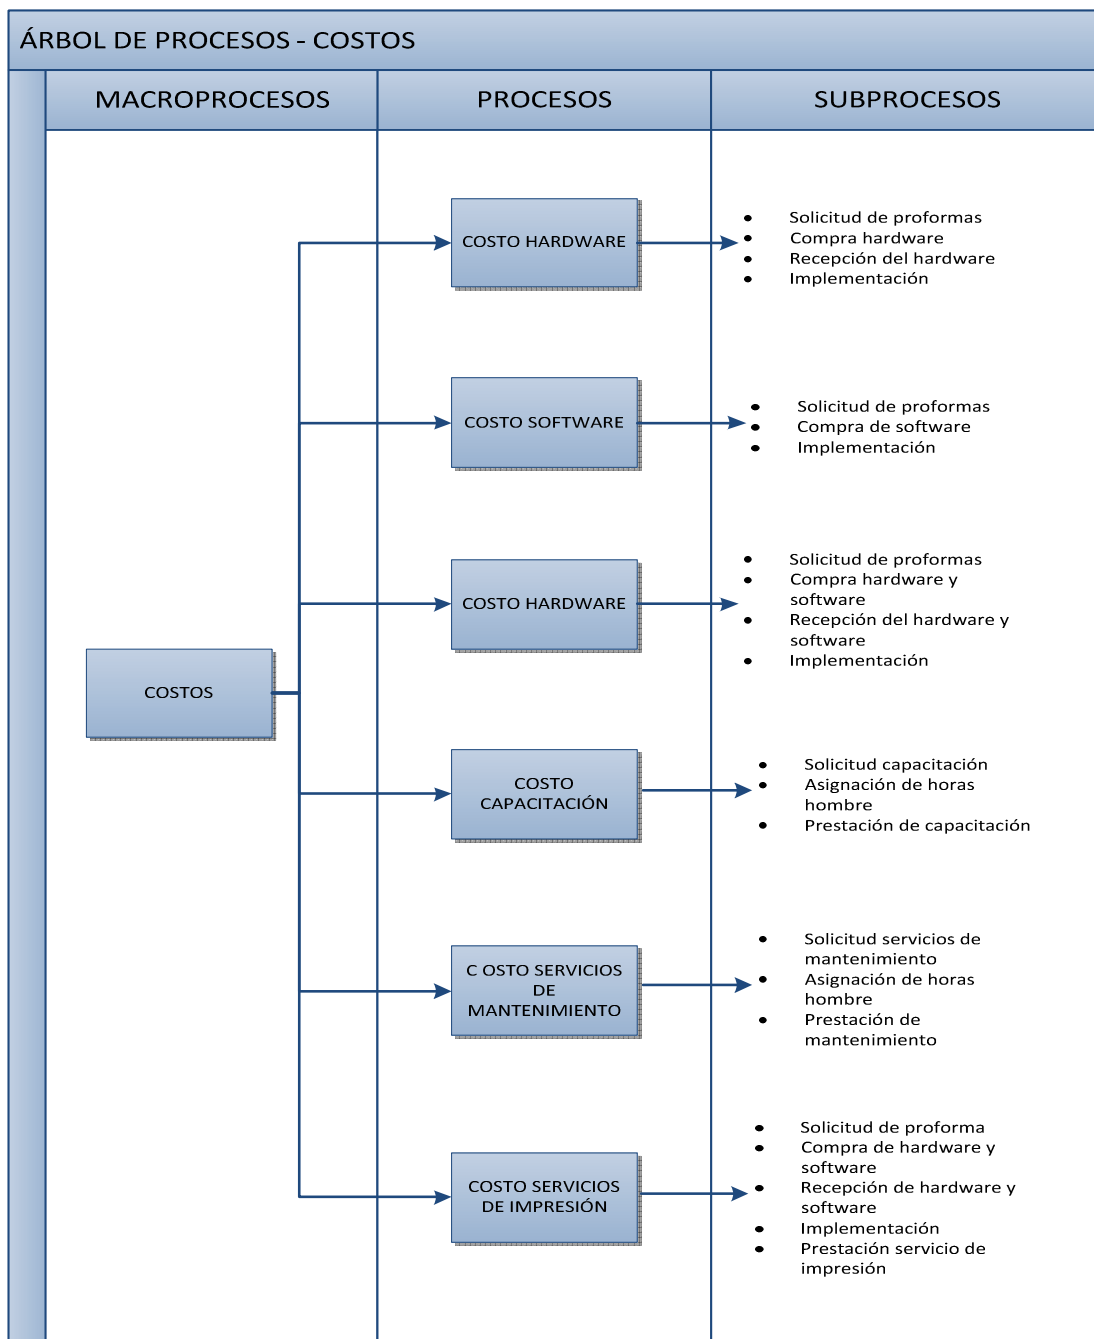 ÁRBOL DE PROCESOS - COSTOS
MACROPROCESOS
PROCESOS
SUBPROCESOS
COSTOS
COSTO HARDWARE
• Solicitud de proformas
• Compra hardware
• Recepción del hardware
• Implementación
COSTO SOFTWARE
• Solicitud de proformas
• Compra de software
• Implementación
COSTO HARDWARE
• Solicitud de proformas
• Compra hardware y
software
• Recepción del hardware y
software
• Implementación
COSTO
CAPACITACIÓN
• Solicitud capacitación
• Asignación de horas
hombre
• Prestación de capacitación
C OSTO SERVICIOS
DE
MANTENIMIENTO
• Solicitud servicios de
mantenimiento
• Asignación de horas
hombre
• Prestación de
mantenimiento
COSTO SERVICIOS
DE IMPRESIÓN
• Solicitud de proforma
• Compra de hardware y
software
• Recepción de hardware y
software
• Implementación
• Prestación servicio de
impresión